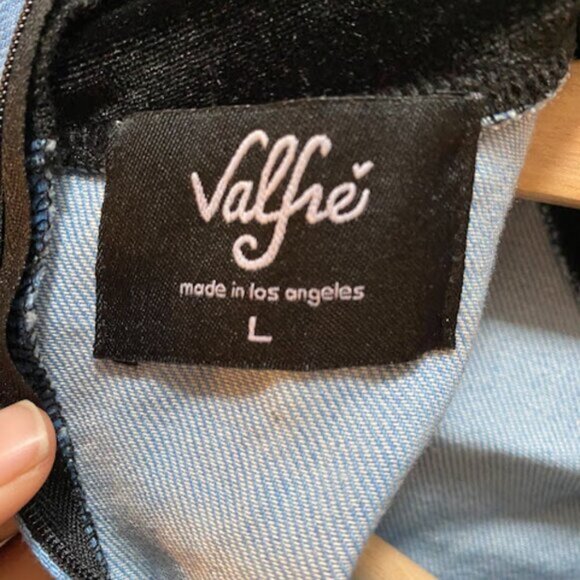 Valfré
made in los angeles
L